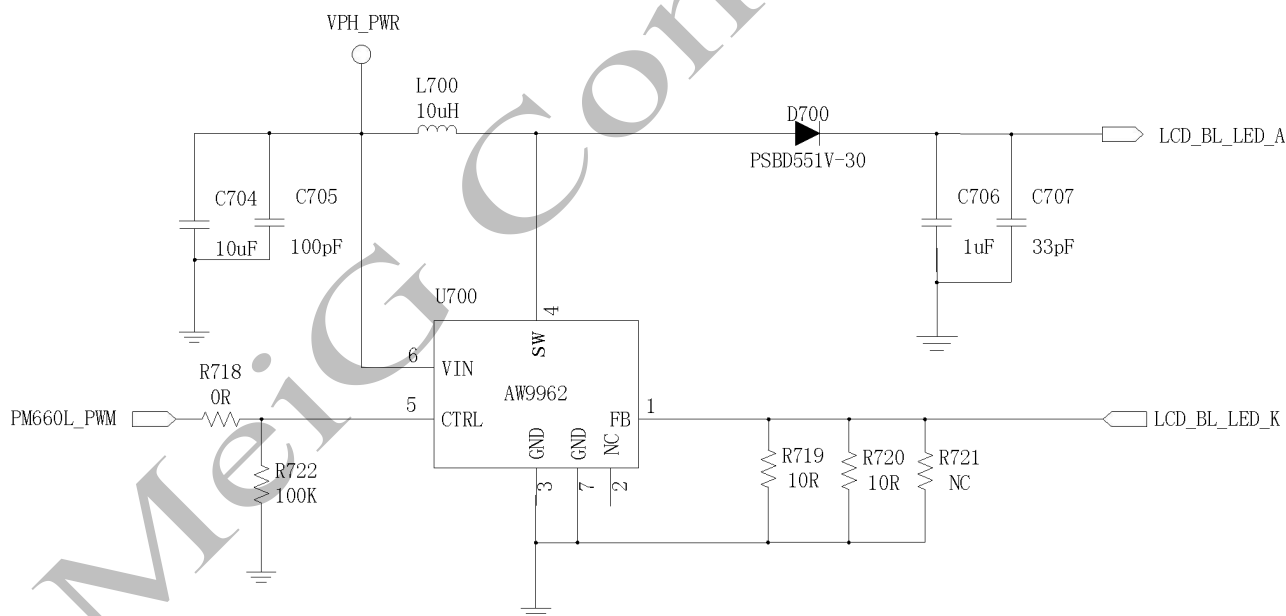 VPH_PWR
L700
10uH
D700
PSBD551V-30
LCD_BL_LED_A
C704
10uF
C705
100pF
C706
1uF
C707
33pF
U700
4
SW
6
VIN
AW9962
R718
0R
PM660L_PWM
5
CTRL
FB
1
LCD_BL_LED_K
GND
GND
NC
3
7
2
R722
100K
R719
10R
R720
10R
R721
NC
MeiG Con